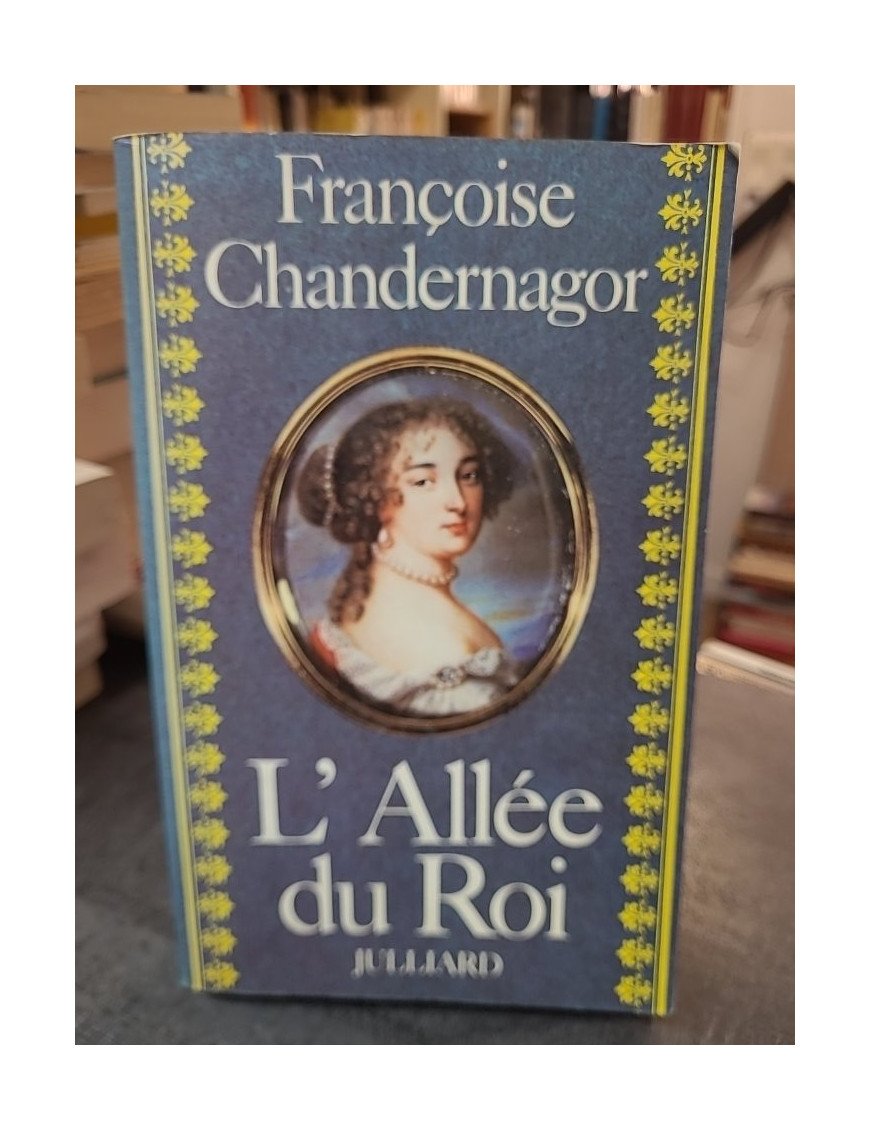 Françoise
Chandernagor
L'Allée
du Roi
JULLIARD